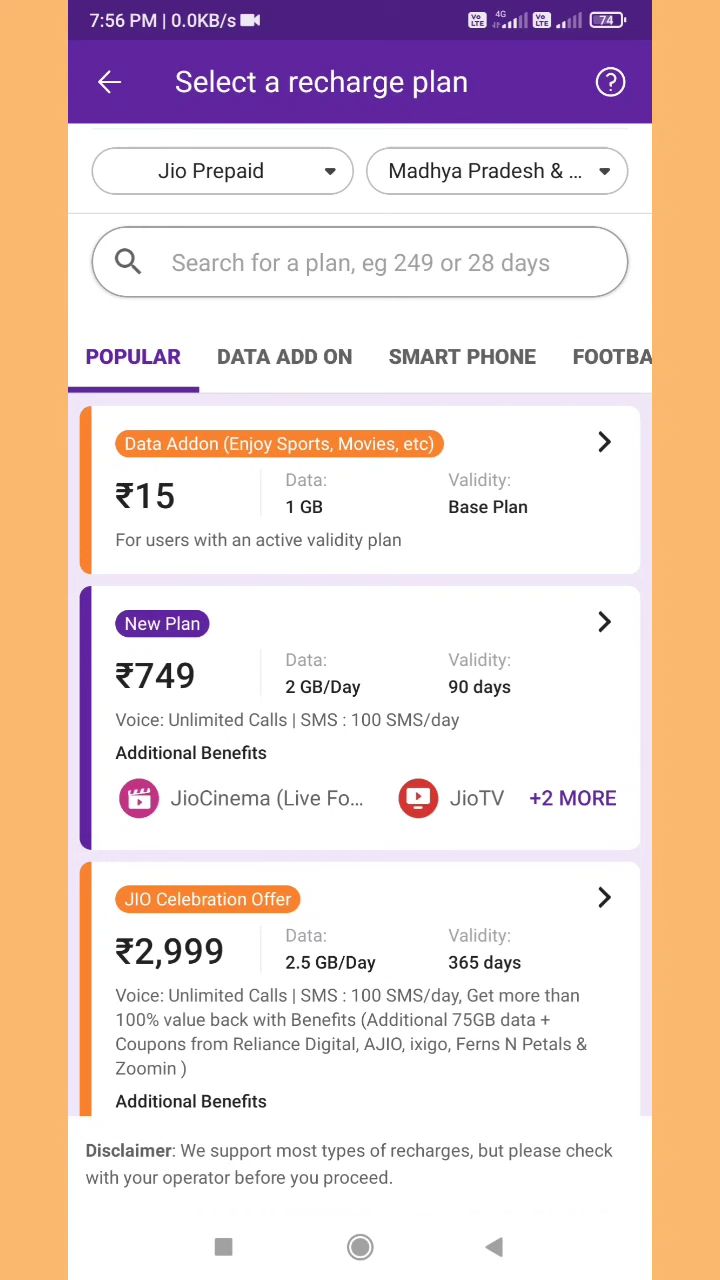 7:56 PM | 0.0KB/s
Vo LTE 4G Vo LTE 74
Select a recharge plan
?
Jio Prepaid Madhya Pradesh & ...
Search for a plan, eg 249 or 28 days
POPULAR DATA ADD ON SMART PHONE FOOTBA
Data Addon (Enjoy Sports, Movies, etc)
Data: Validity:
₹15 1 GB Base Plan
For users with an active validity plan
New Plan
Data: Validity:
₹749 2 GB/Day 90 days
Voice: Unlimited Calls | SMS : 100 SMS/day
Additional Benefits
JioCinema (Live Fo... JioTV +2 MORE
JIO Celebration Offer
Data: Validity:
₹2,999 2.5 GB/Day 365 days
Voice: Unlimited Calls | SMS : 100 SMS/day, Get more than
100% value back with Benefits (Additional 75GB data +
Coupons from Reliance Digital, AJIO, ixigo, Ferns N Petals &
Zoomin )
Additional Benefits
Disclaimer: We support most types of recharges, but please check
with your operator before you proceed.